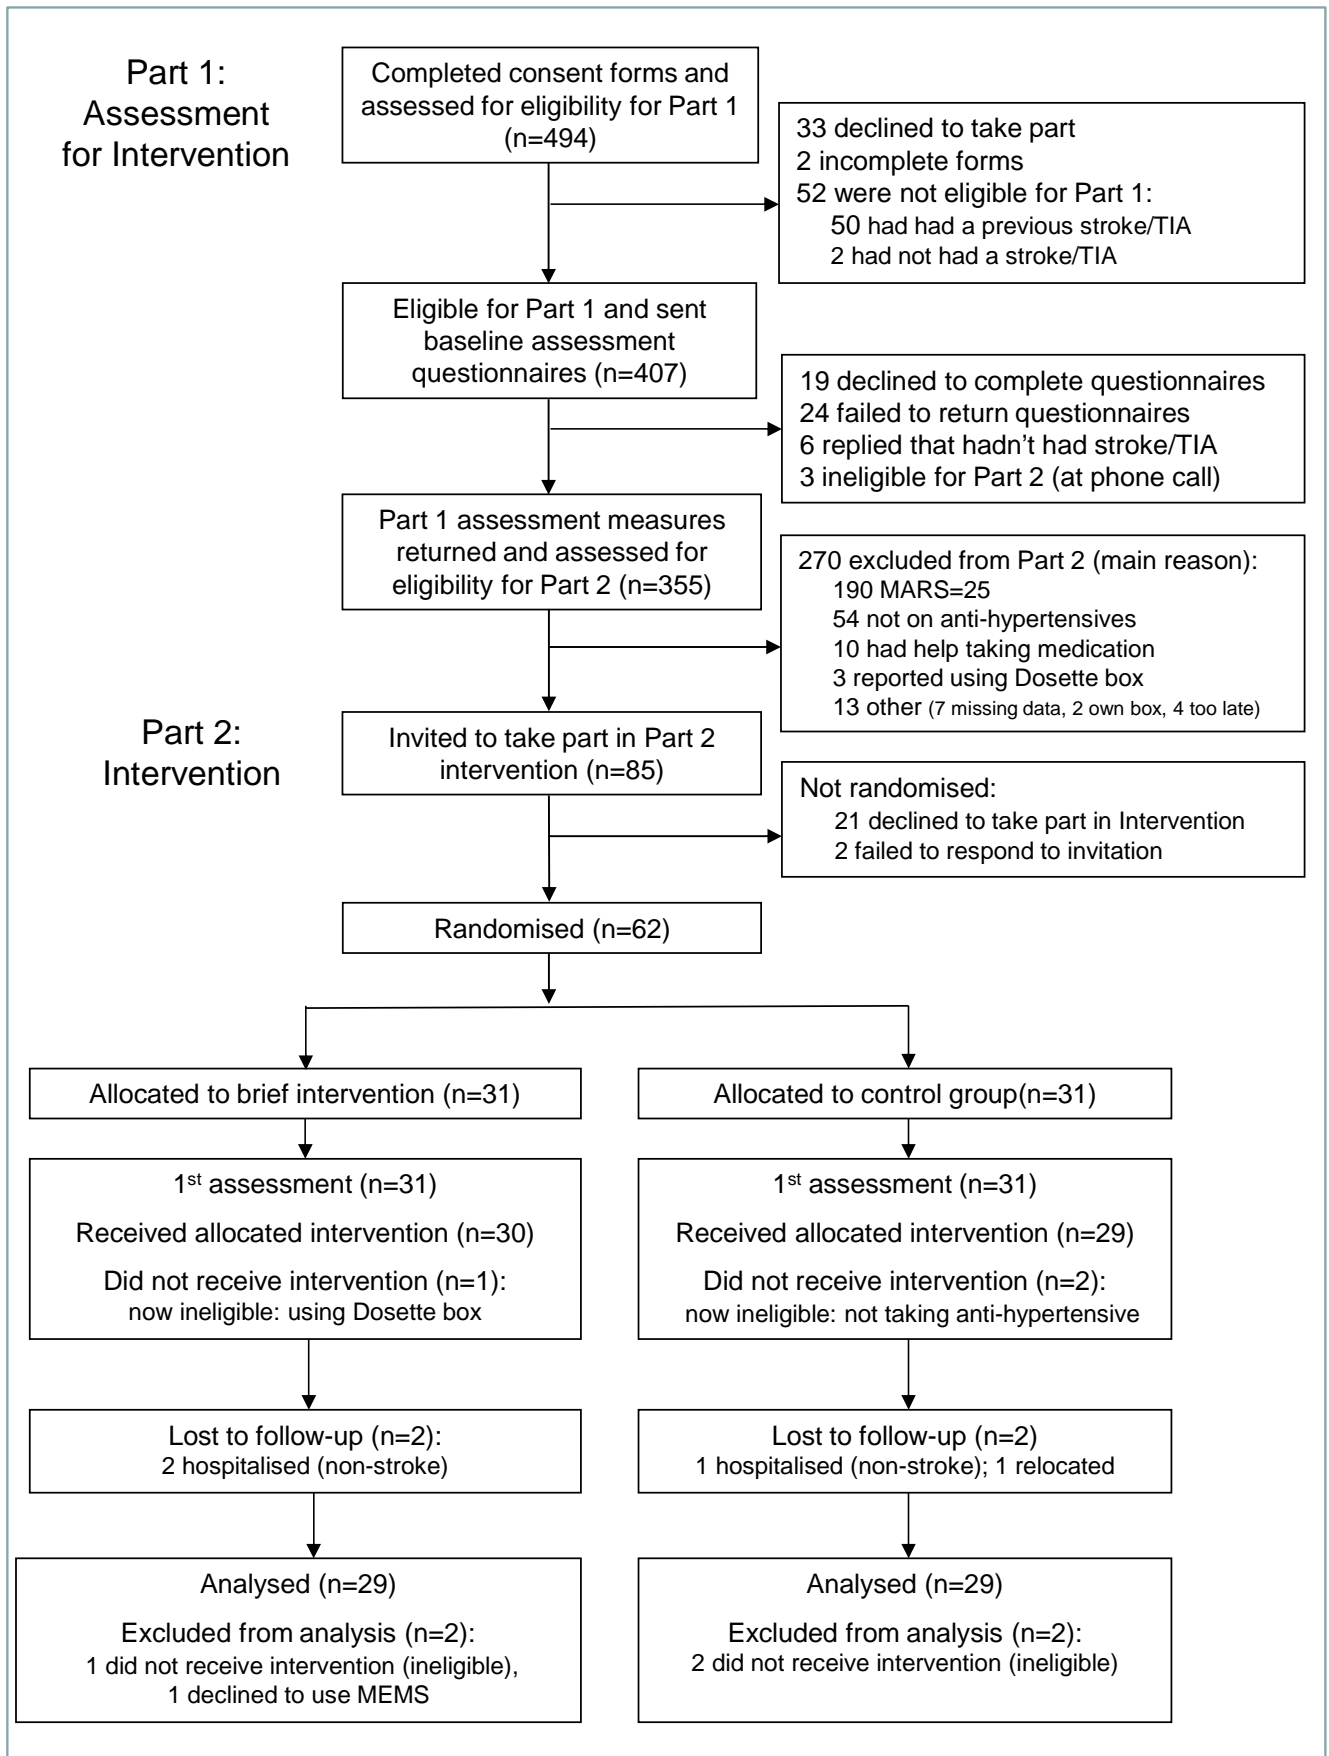 Part 1:
Assessment
for Intervention
Completed consent forms and
assessed for eligibility for Part 1
(n=494)
33 declined to take part
2 incomplete forms
52 were not eligible for Part 1:
50 had had a previous stroke/TIA
2 had not had a stroke/TIA
Eligible for Part 1 and sent
baseline assessment
questionnaires (n=407)
19 declined to complete questionnaires
24 failed to return questionnaires
6 replied that hadn’t had stroke/TIA
3 ineligible for Part 2 (at phone call)
Part 1 assessment measures
returned and assessed for
eligibility for Part 2 (n=355)
270 excluded from Part 2 (main reason):
190 MARS=25
54 not on anti-hypertensives
10 had help taking medication
3 reported using Dosette box
13 other (7 missing data, 2 own box, 4 too late)
Part 2:
Intervention
Invited to take part in Part 2
intervention (n=85)
Not randomised:
21 declined to take part in Intervention
2 failed to respond to invitation
Randomised (n=62)
Allocated to brief intervention (n=31)
1st assessment (n=31)
Received allocated intervention (n=30)
Did not receive intervention (n=1):
now ineligible: using Dosette box
Lost to follow-up (n=2):
2 hospitalised (non-stroke)
Analysed (n=29)
Excluded from analysis (n=2):
1 did not receive intervention (ineligible),
1 declined to use MEMS
Allocated to control group(n=31)
1st assessment (n=31)
Received allocated intervention (n=29)
Did not receive intervention (n=2):
now ineligible: not taking anti-hypertensive
Lost to follow-up (n=2)
1 hospitalised (non-stroke); 1 relocated
Analysed (n=29)
Excluded from analysis (n=2):
2 did not receive intervention (ineligible)